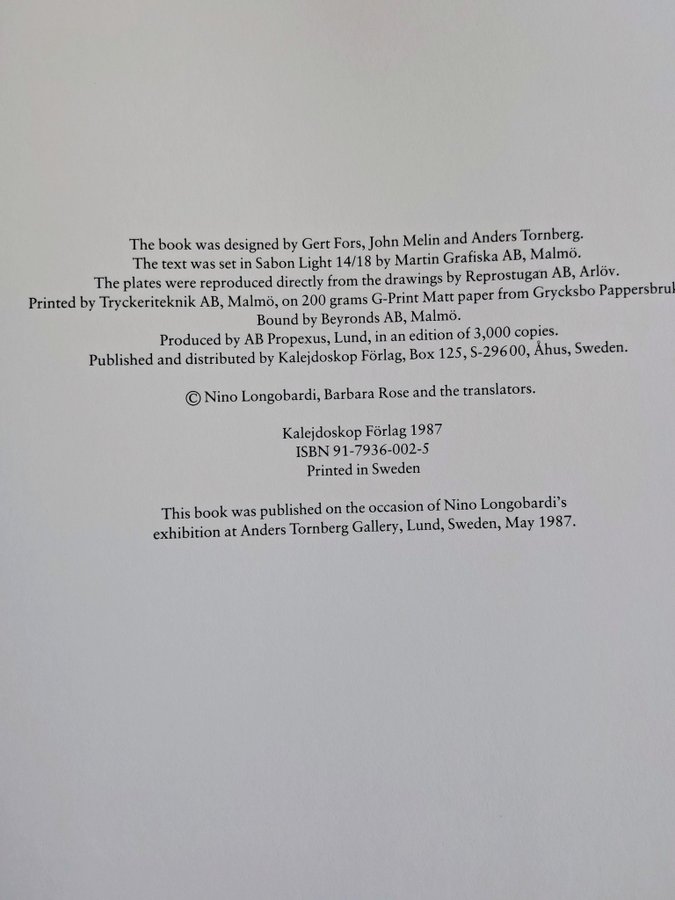 The book was designed by Gert Fors, John Melin and Anders Tornberg.
The text was set in Sabon Light 14/18 by Martin Grafiska AB, Malmö.
The plates were reproduced directly from the drawings by Reprostugan AB, Arlöv.
Printed by Tryckeriteknik AB, Malmö, on 200 grams G-Print Matt paper from Grycksbo Pappersbruk
Bound by Beyronds AB, Malmö.
Produced by AB Propexus, Lund, in an edition of 3,000 copies.
Published and distributed by Kalejdoskop Förlag, Box 125, S-296 00, Åhus, Sweden.
© Nino Longobardi, Barbara Rose and the translators.
Kalejdoskop Förlag 1987
ISBN 91-7936-002-5
Printed in Sweden
This book was published on the occasion of Nino Longobardi's
exhibition at Anders Tornberg Gallery, Lund, Sweden, May 1987.